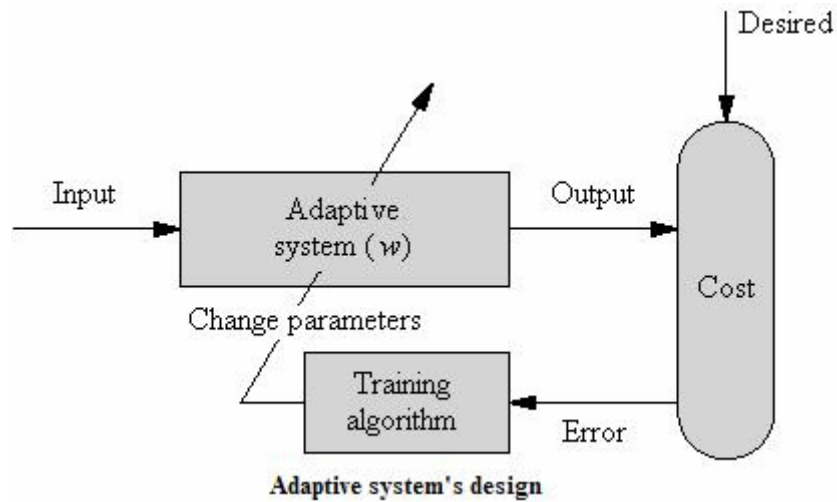 Desired
Input
Adaptive
system (w)
Output
Cost
Change parameters
Training
algorithm
Error
Adaptive system's design